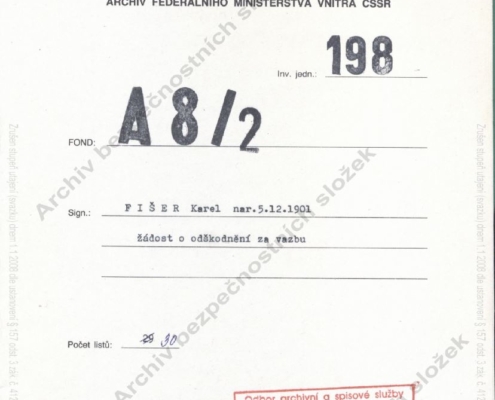 ARCHIV FEDERÁLNÍHO MINISTERSTVA VNITRA ČSSR
Inv. jedn.: 198
FOND: A 8/2
Sign.: FIŠER Karel nar.5.12.1901
žádost o odškodnění za vazbu
Počet listů: 29 30
Odbor archivní a spisové služby
Archiv bezpečnostních složek
Archiv bezpečnostních složek